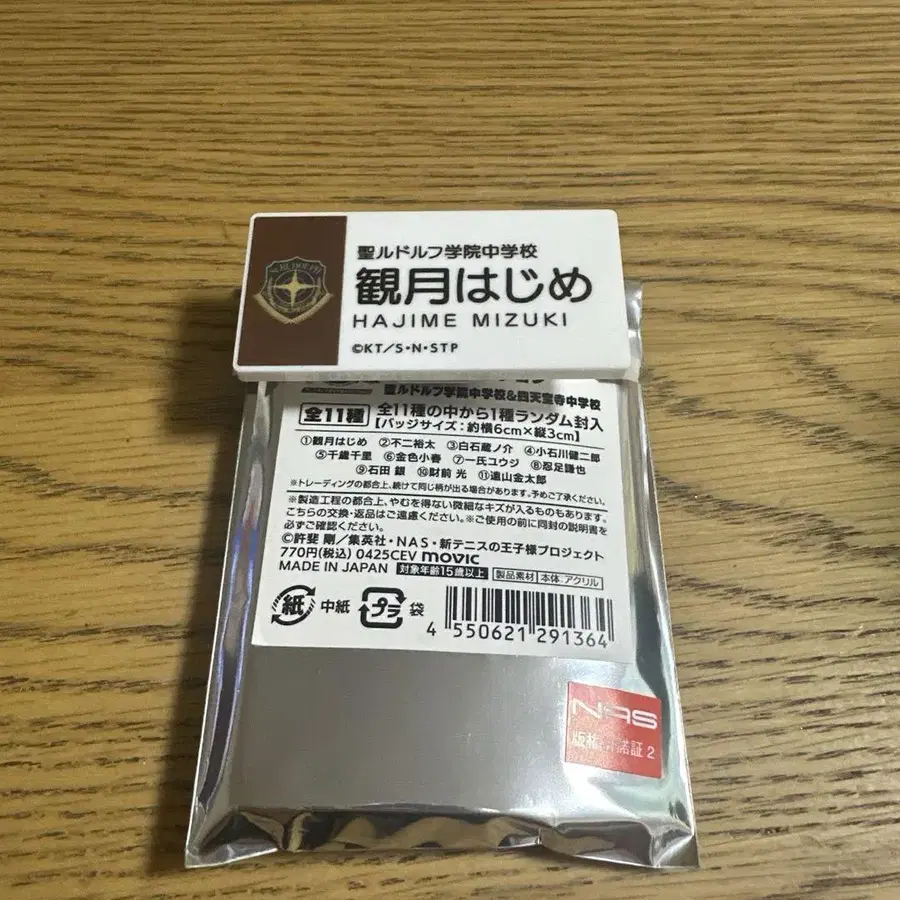 聖ルドルフ学院中学校
観月はじめ
HAJIME MIZUKI
©KT/S・N・STP
聖ルドルフ学院中学校&四天宝寺中学校
全11種 全11種の中から1種ランダム封入
【バッジサイズ:約横6cm×縦3cm】
①観月はじめ ②不二裕太 ③白石蔵ノ介 ④小石川健二郎
⑤千歳千里 ⑥金色小春 ⑦一氏ユウジ ⑧忍足謙也
⑨石田 銀 ⑩財前 光 ⑪遠山金太郎
※トレーディングの都合上、続けて同じ柄が出る場合があります。予めご了承ください。
※製造工程の都合上、やむを得ない微細なキズが入るものもあります。
こちらの交換・返品はご遠慮ください。※ご使用の前に同封の説明書を
必ずご確認ください。
©許斐 剛/集英社・NAS・新テニスの王子様プロジェクト
770円(税込) 0425CEV movic
MADE IN JAPAN 対象年齢15歳以上 製品素材 本体:アクリル
紙 中紙 プラ 袋
4 550621 291364
NAS
諾証 2